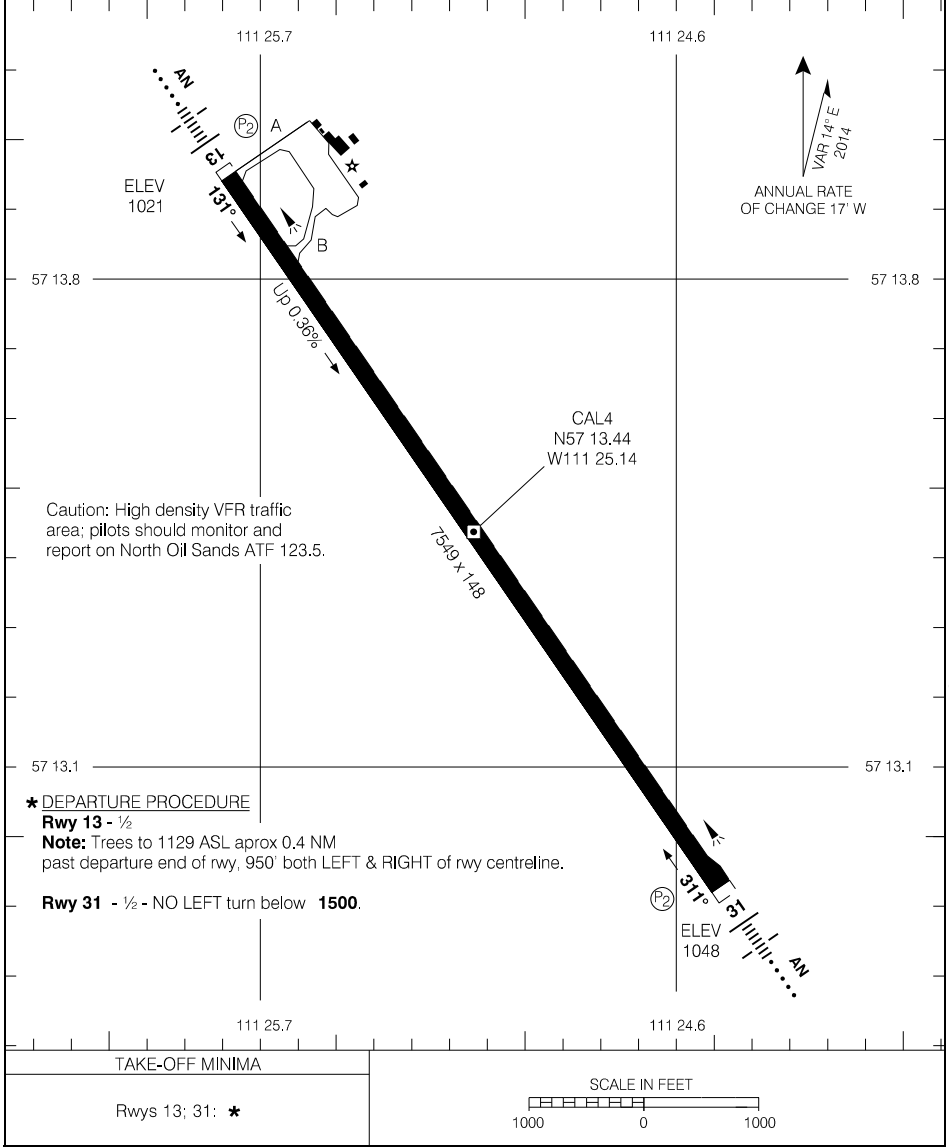 111 25.7
111 24.6
AN
P2
A
13
ELEV
1021
131°
B
VAR 14° E
2014
ANNUAL RATE
OF CHANGE 17' W
57 13.8
57 13.8
Up 0.36%
CAL4
N57 13.44
W111 25.14
Caution: High density VFR traffic
area; pilots should monitor and
report on North Oil Sands ATF 123.5.
7549 x 148
57 13.1
57 13.1
* DEPARTURE PROCEDURE
Rwy 13 - ½
Note: Trees to 1129 ASL aprox 0.4 NM
past departure end of rwy, 950' both LEFT & RIGHT of rwy centreline.
Rwy 31 - ½ - NO LEFT turn below 1500.
P2
311°
31
ELEV
1048
AN
111 25.7
111 24.6
TAKE-OFF MINIMA
Rwys 13; 31: *
SCALE IN FEET
1000
0
1000